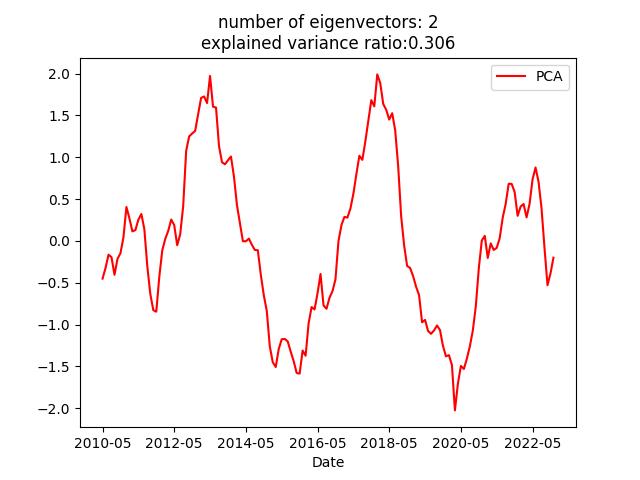 number of eigenvectors: 2
explained variance ratio:0.306
PCA
2.0
1.5
1.0
0.5
0.0
−0.5
−1.0
−1.5
−2.0
2010-05 2012-05 2014-05 2016-05 2018-05 2020-05 2022-05
Date